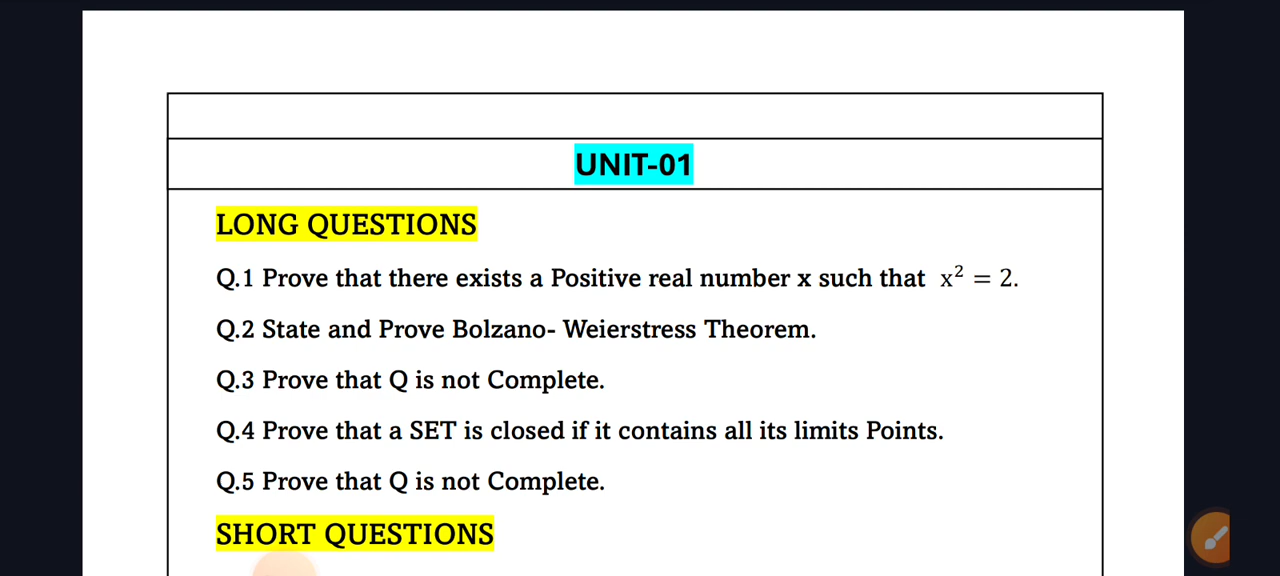 UNIT-01
LONG QUESTIONS
Q.1 Prove that there exists a Positive real number x such that x² = 2.
Q.2 State and Prove Bolzano- Weierstress Theorem.
Q.3 Prove that Q is not Complete.
Q.4 Prove that a SET is closed if it contains all its limits Points.
Q.5 Prove that Q is not Complete.
SHORT QUESTIONS